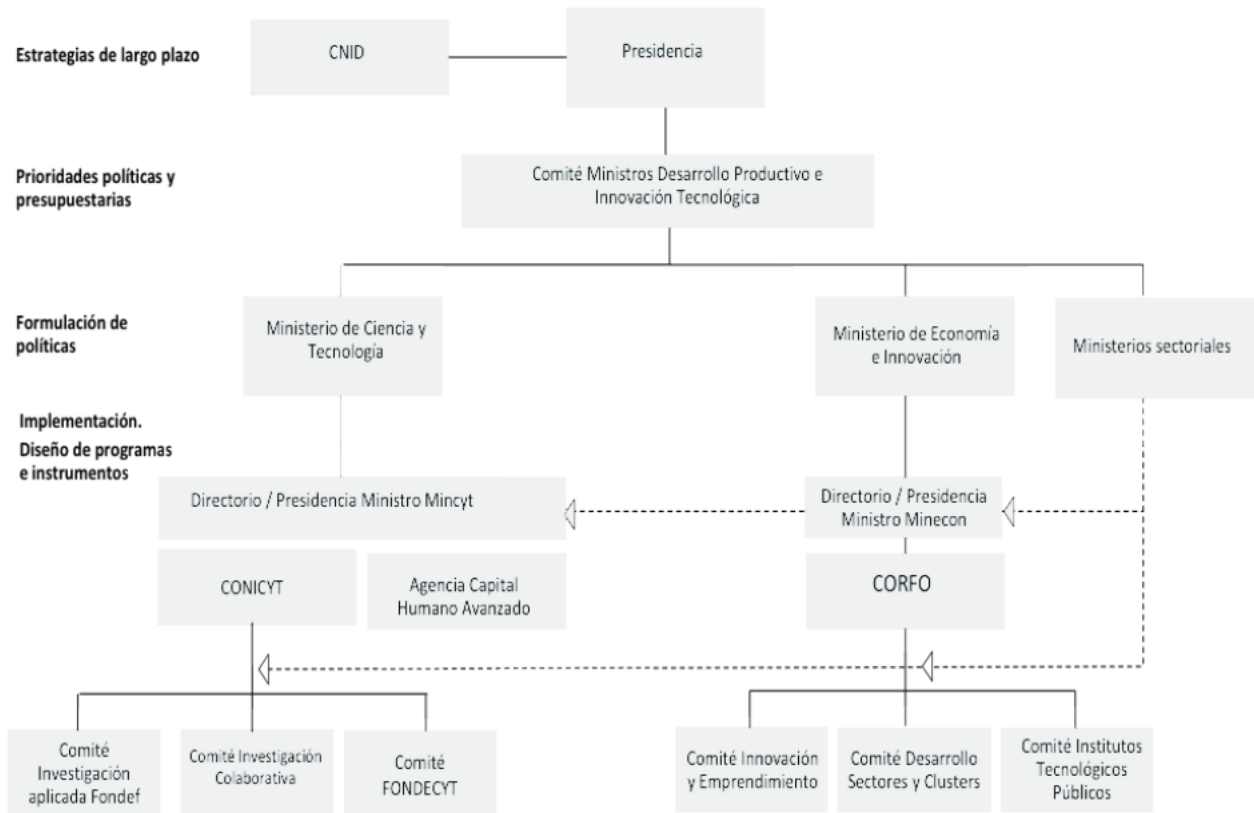 Estrategias de largo plazo
CNID
Presidencia
Prioridades políticas y
presupuestarias
Comité Ministros Desarrollo Productivo e
Innovación Tecnológica
Formulación de
políticas
Ministerio de Ciencia y
Tecnología
Ministerio de Economía
e Innovación
Ministerios sectoriales
Implementación.
Diseño de programas
e instrumentos
Directorio / Presidencia Ministro Mincyt
Directorio / Presidencia
Ministro Minecon
CONICYT
Agencia Capital
Humano Avanzado
CORFO
Comité
Investigación
aplicada Fondef
Comité Investigación
Colaborativa
Comité
FONDECYT
Comité Innovación
y Emprendimiento
Comité Desarrollo
Sectores y Clusters
Comité Institutos
Tecnológicos
Públicos